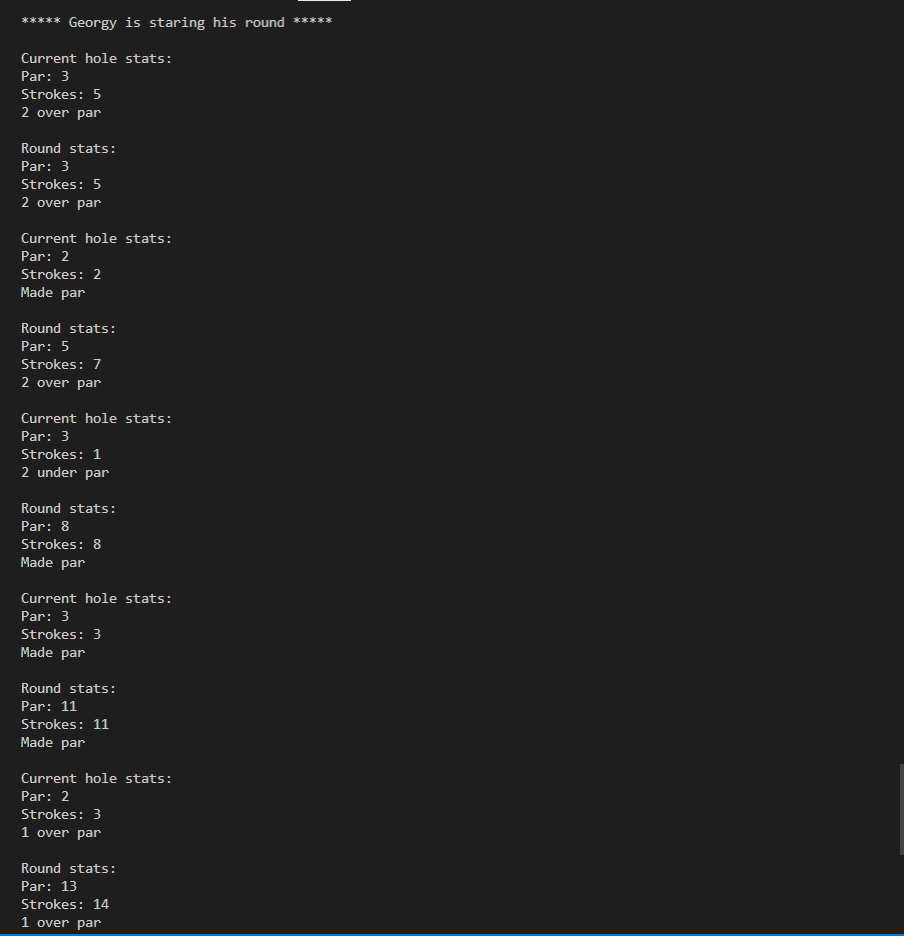 ***** Georgy is staring his round *****
Current hole stats:
Par: 3
Strokes: 5
2 over par
Round stats:
Par: 3
Strokes: 5
2 over par
Current hole stats:
Par: 2
Strokes: 2
Made par
Round stats:
Par: 5
Strokes: 7
2 over par
Current hole stats:
Par: 3
Strokes: 1
2 under par
Round stats:
Par: 8
Strokes: 8
Made par
Current hole stats:
Par: 3
Strokes: 3
Made par
Round stats:
Par: 11
Strokes: 11
Made par
Current hole stats:
Par: 2
Strokes: 3
1 over par
Round stats:
Par: 13
Strokes: 14
1 over par